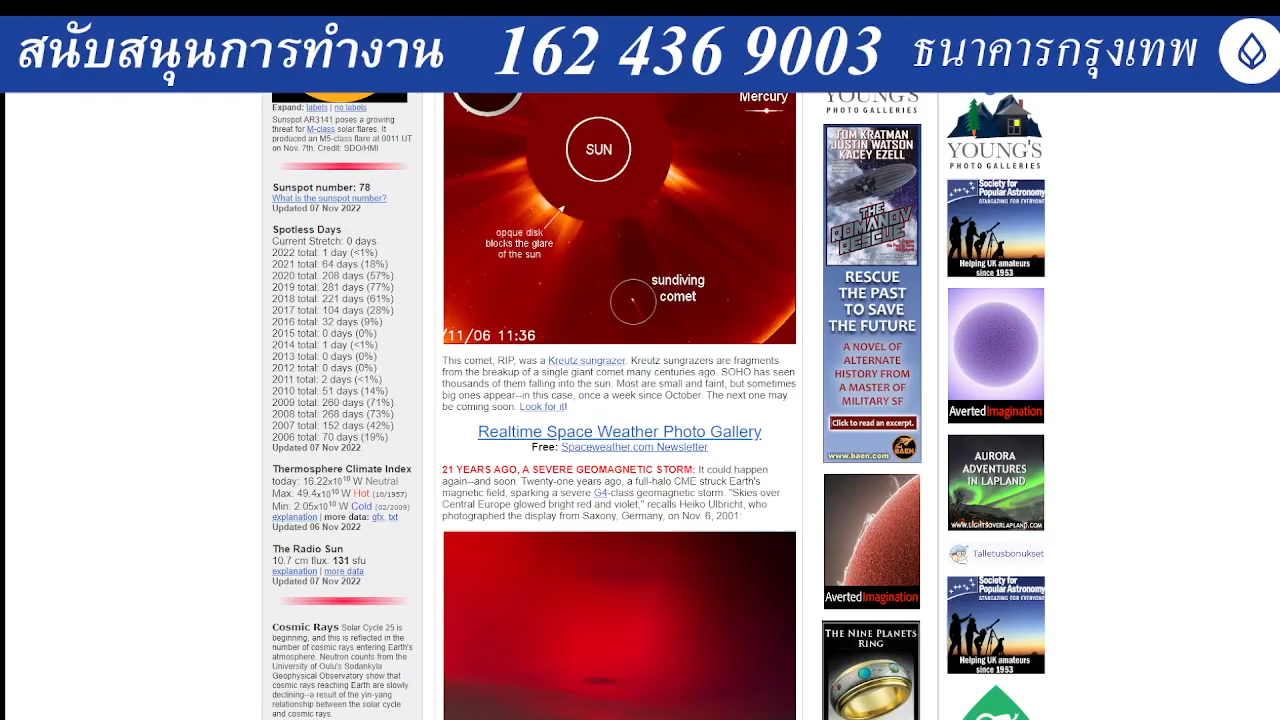 สนับสนุนการทำงาน 162 436 9003 ธนาคารกรุงเทพ
Expand: labels | no labels
Sunspot AR3141 poses a growing
threat for M-class solar flares. It
produced an M5-class flare at 0011 UT
on Nov. 7th. Credit: SDO/HMI
Sunspot number: 78
What is the sunspot number?
Updated 07 Nov 2022
Spotless Days
Current Stretch: 0 days
2022 total: 1 day (<1%)
2021 total: 64 days (18%)
2020 total: 208 days (57%)
2019 total: 281 days (77%)
2018 total: 221 days (61%)
2017 total: 104 days (28%)
2016 total: 32 days (9%)
2015 total: 0 days (0%)
2014 total: 1 day (<1%)
2013 total: 0 days (0%)
2012 total: 0 days (0%)
2011 total: 2 days (<1%)
2010 total: 51 days (14%)
2009 total: 260 days (71%)
2008 total: 268 days (73%)
2007 total: 152 days (42%)
2006 total: 70 days (19%)
Updated 07 Nov 2022
Thermosphere Climate Index
today: 16.22x10¹⁰ W Neutral
Max: 49.4x10¹⁰ W Hot (10/1957)
Min: 2.05x10¹⁰ W Cold (02/2009)
explanation | more data: gfx, txt
Updated 06 Nov 2022
The Radio Sun
10.7 cm flux: 131 sfu
explanation | more data
Updated 07 Nov 2022
Cosmic Rays Solar Cycle 25 is
beginning, and this is reflected in the
number of cosmic rays entering Earth's
atmosphere. Neutron counts from the
University of Oulu's Sodankyla
Geophysical Observatory show that
cosmic rays reaching Earth are slowly
declining--a result of the yin-yang
relationship between the solar cycle
and cosmic rays.
Mercury
SUN
opque disk
blocks the glare
of the sun
sundiving
comet
/11/06 11:36
This comet, RIP, was a Kreutz sungrazer. Kreutz sungrazers are fragments
from the breakup of a single giant comet many centuries ago. SOHO has seen
thousands of them falling into the sun. Most are small and faint, but sometimes
big ones appear--in this case, once a week since October. The next one may
be coming soon. Look for it!
Realtime Space Weather Photo Gallery
Free: Spaceweather.com Newsletter
21 YEARS AGO, A SEVERE GEOMAGNETIC STORM: It could happen
again--and soon. Twenty-one years ago, a full-halo CME struck Earth's
magnetic field, sparking a severe G4-class geomagnetic storm. "Skies over
Central Europe glowed bright red and violet," recalls Heiko Ulbricht, who
photographed the display from Saxony, Germany, on Nov. 6, 2001:
YOUNG'S
PHOTO GALLERIES
TOM KRATMAN
JUSTIN WATSON
KACEY EZELL
THE
ROMANOV
RESCUE
RESCUE
THE PAST
TO SAVE
THE FUTURE
A NOVEL OF
ALTERNATE
HISTORY FROM
A MASTER OF
MILITARY SF
Click to read an excerpt.
www.baen.com
BAEN
AvertedImagination
THE NINE PLANETS
RING
YOUNG'S
PHOTO GALLERIES
Society for
Popular Astronomy
STARGAZING FOR EVERYONE
Helping UK amateurs
since 1953
AvertedImagination
AURORA
ADVENTURES
IN LAPLAND
WWW.LIGHTSOVERLAPLAND.COM
Talletusbonukset
Society for
Popular Astronomy
STARGAZING FOR EVERYONE
Helping UK amateurs
since 1953